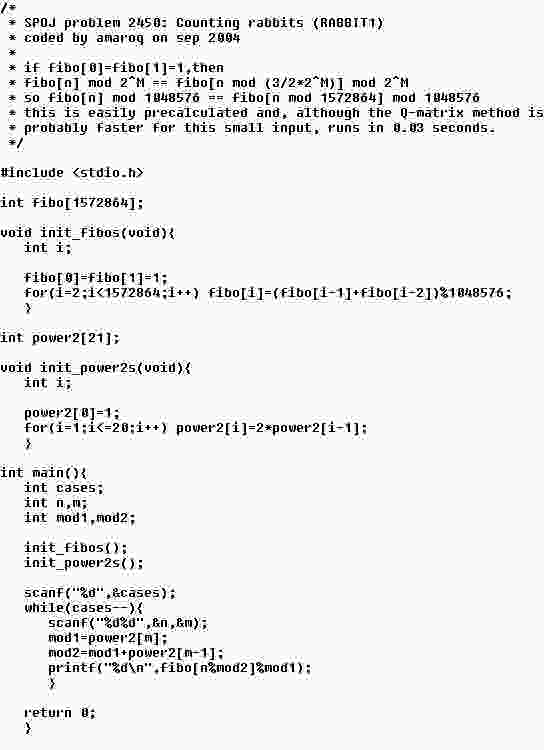 /*
 * SPOJ problem 2450: Counting rabbits (RABBIT1)
 * coded by amaroq on sep 2004
 *
 * if fibo[0]=fibo[1]=1,then
 * fibo[n] mod 2^M == fibo[n mod (3/2*2^M)] mod 2^M
 * so fibo[n] mod 1048576 == fibo[n mod 1572864] mod 1048576
 * this is easily precalculated and, although the Q-matrix method is
 * probably faster for this small input, runs in 0.03 seconds.
 */

#include <stdio.h>

int fibo[1572864];

void init_fibos(void){
   int i;

   fibo[0]=fibo[1]=1;
   for(i=2;i<1572864;i++) fibo[i]=(fibo[i-1]+fibo[i-2])%1048576;
   }

int power2[21];

void init_power2s(void){
   int i;

   power2[0]=1;
   for(i=1;i<=20;i++) power2[i]=2*power2[i-1];
   }

int main(){
   int cases;
   int n,m;
   int mod1,mod2;

   init_fibos();
   init_power2s();

   scanf("%d",&cases);
   while(cases--){
      scanf("%d%d",&n,&m);
      mod1=power2[m];
      mod2=mod1+power2[m-1];
      printf("%d\n",fibo[n%mod2]%mod1);
      }

   return 0;
   }